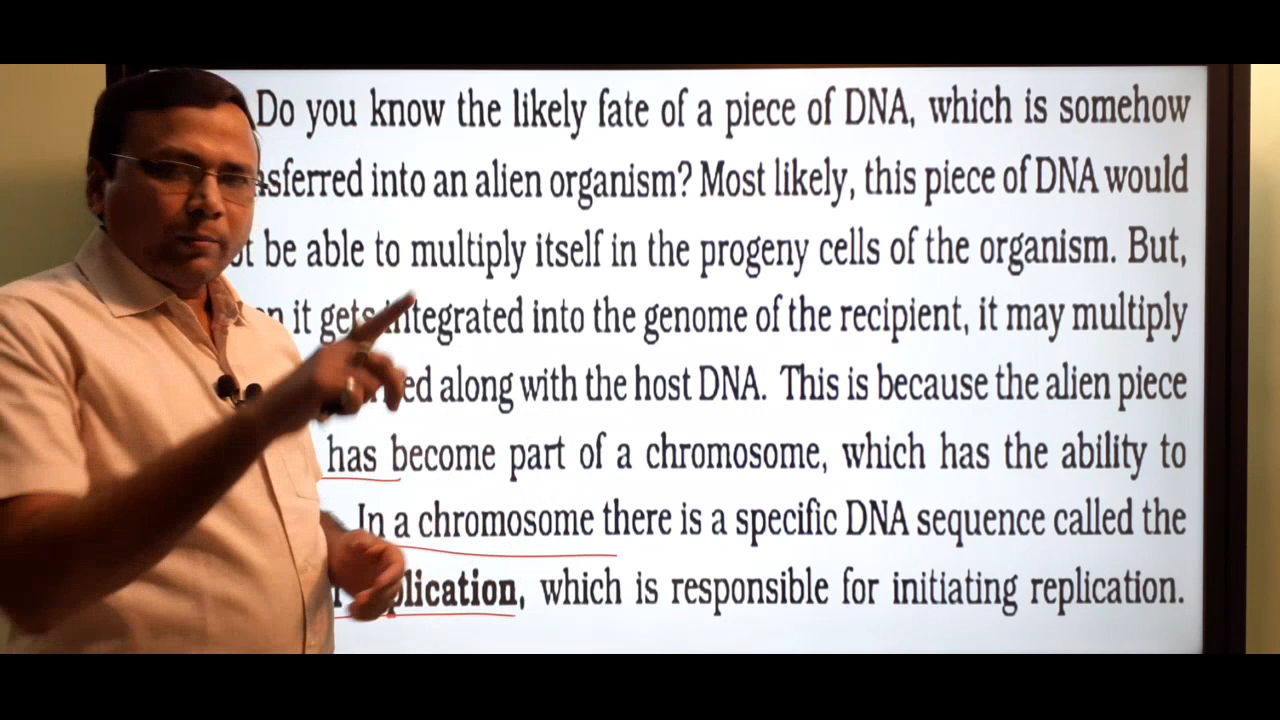 Do you know the likely fate of a piece of DNA, which is somehow
sferred into an alien organism? Most likely, this piece of DNA would
be able to multiply itself in the progeny cells of the organism. But,
it gets integrated into the genome of the recipient, it may multiply
ed along with the host DNA. This is because the alien piece
has become part of a chromosome, which has the ability to
In a chromosome there is a specific DNA sequence called the
plication, which is responsible for initiating replication.